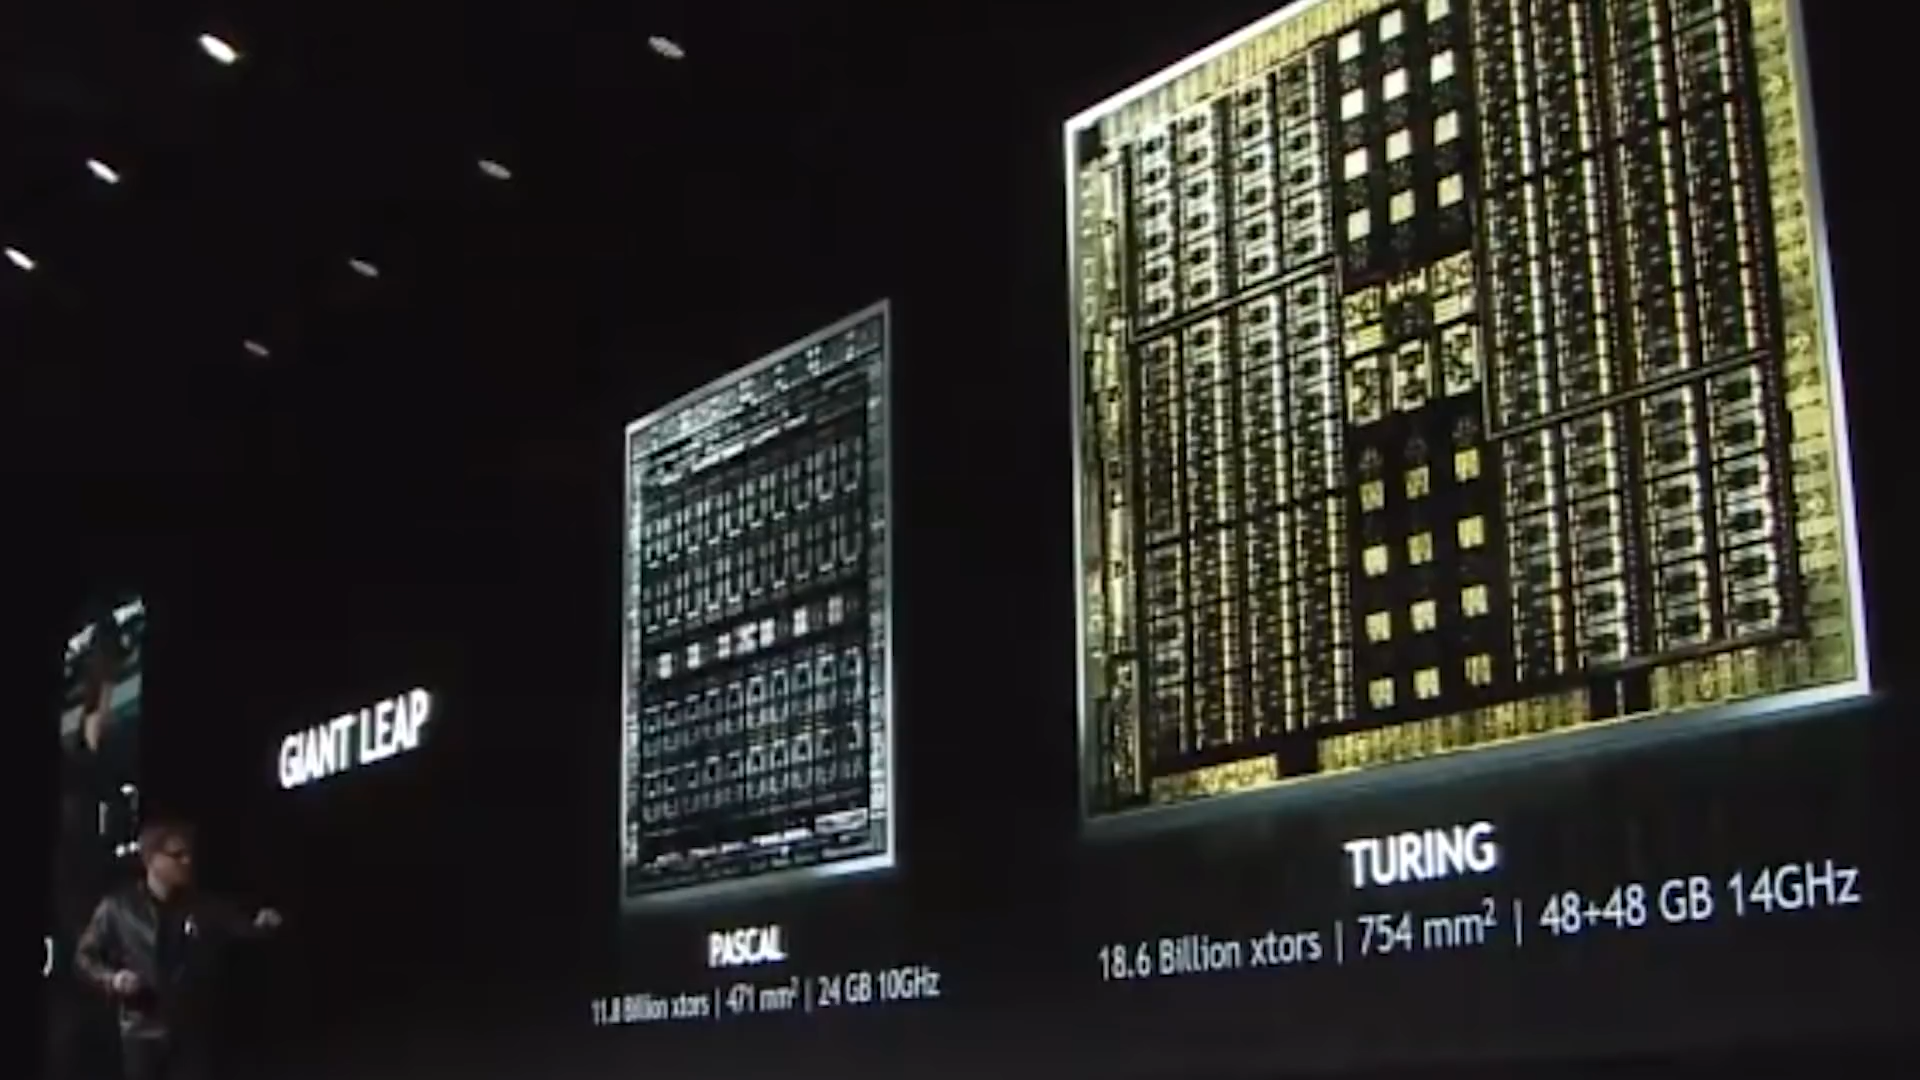 GIANT LEAP
PASCAL
11.8 Billion xtors | 471 mm² | 24 GB 10GHz
TURING
18.6 Billion xtors | 754 mm² | 48+48 GB 14GHz